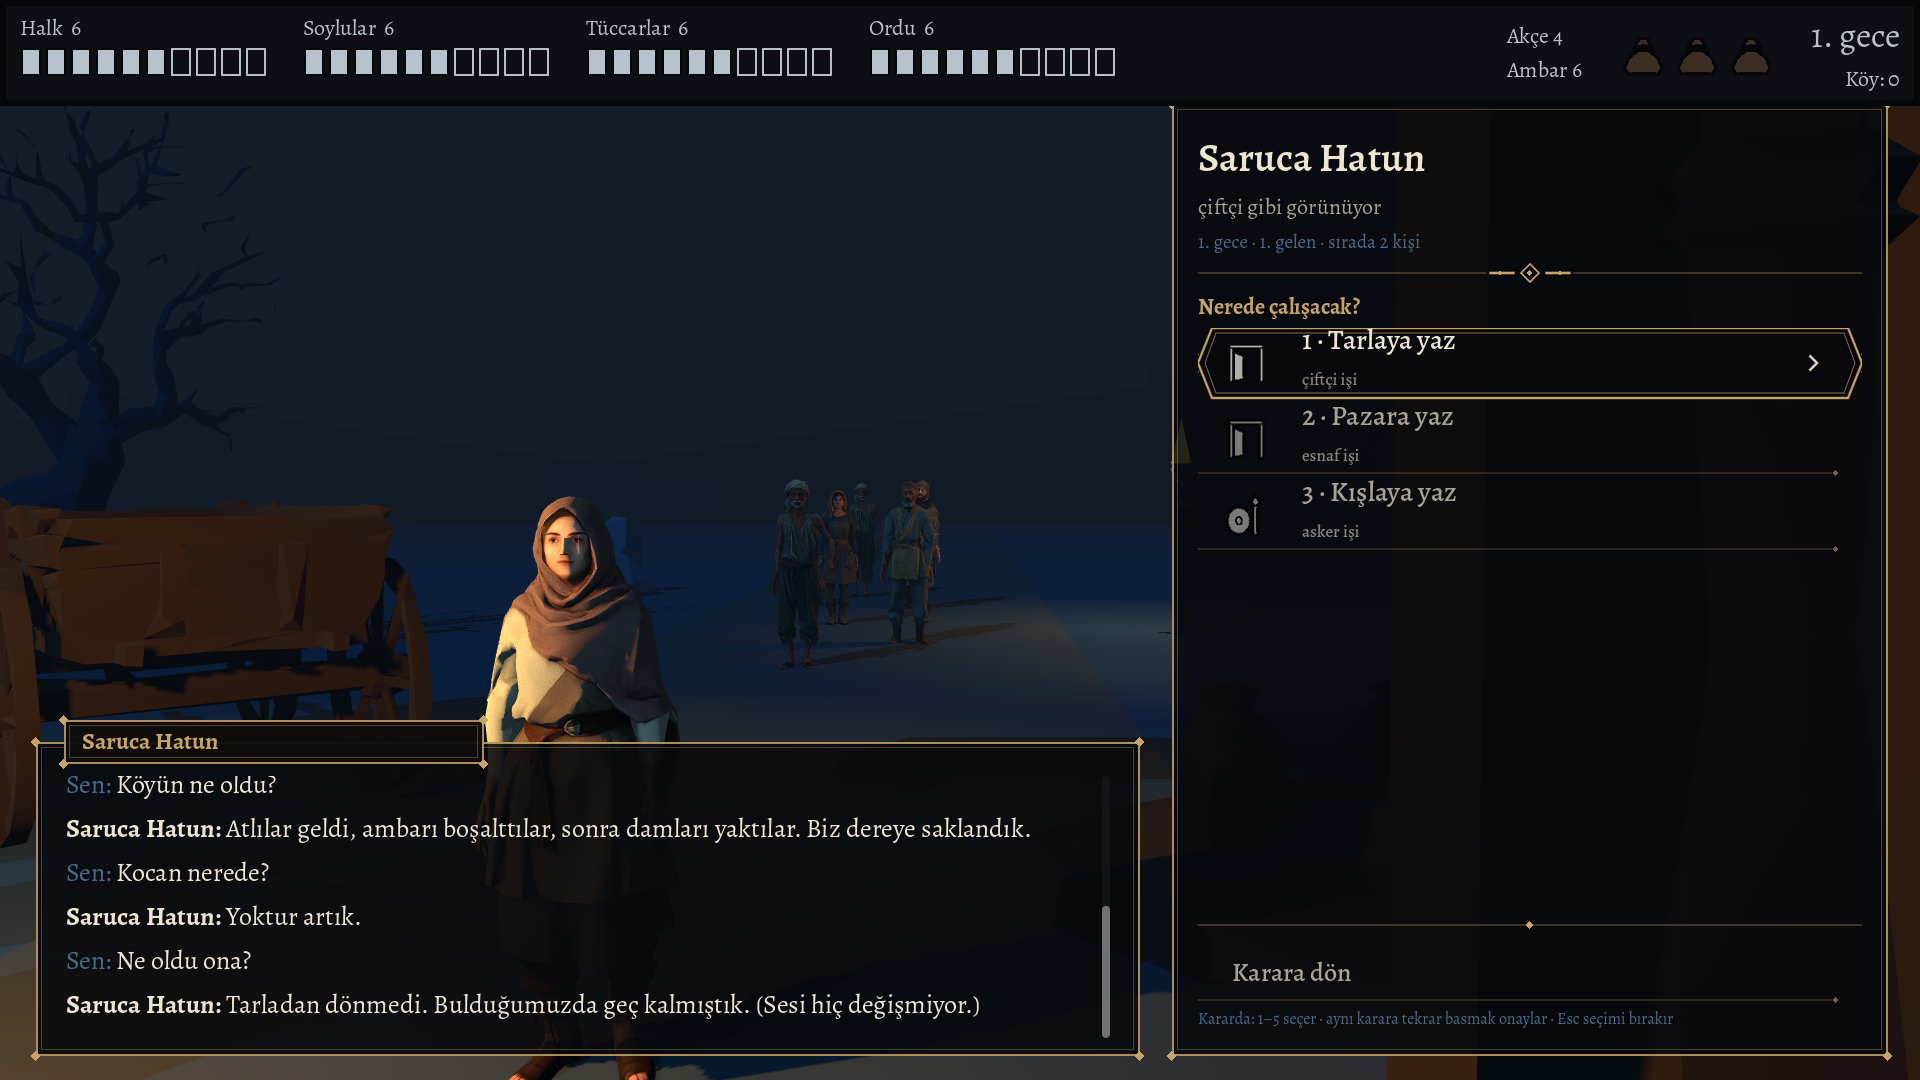 Halk 6
Soylular 6
Tüccarlar 6
Ordu 6
Akçe 4
Ambar 6
1. gece
Köy: 0
Saruca Hatun
çiftçi gibi görünüyor
1. gece · 1. gelen · sırada 2 kişi
Nerede çalışacak?
1 · Tarlaya yaz
çiftçi işi
2 · Pazara yaz
esnaf işi
3 · Kışlaya yaz
asker işi
Karara dön
Kararda: 1–5 seçer · aynı karara tekrar basmak onaylar · Esc seçimi bırakır
Saruca Hatun
Sen: Köyün ne oldu?
Saruca Hatun: Atlılar geldi, ambarı boşalttılar, sonra damları yaktılar. Biz dereye saklandık.
Sen: Kocan nerede?
Saruca Hatun: Yoktur artık.
Sen: Ne oldu ona?
Saruca Hatun: Tarladan dönmedi. Bulduğumuzda geç kalmıştık. (Sesi hiç değişmiyor.)